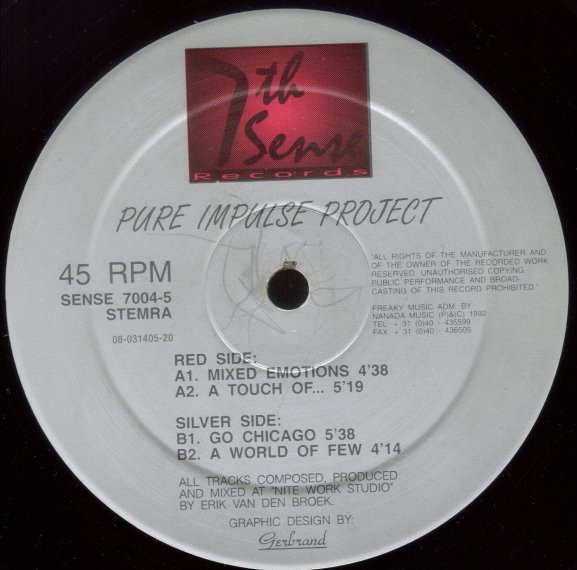 7th
Sense
Records
PURE IMPULSE PROJECT
45 RPM
SENSE 7004-5
STEMRA
08-031405-20
"ALL RIGHTS OF THE MANUFACTURER AND
OF THE OWNER OF THE RECORDED WORK
RESERVED. UNAUTHORISED COPYING
PUBLIC PERFORMANCE AND BROAD-
CASTING OF THIS RECORD PROHIBITED."
FREAKY MUSIC ADM BY
NANADA MUSIC (P)&(C) 1992
TEL + 31 (0)40 - 435599
FAX + 31 (0)40 - 436505
RED SIDE:
A1. MIXED EMOTIONS 4'38
A2. A TOUCH OF... 5'19
SILVER SIDE:
B1. GO CHICAGO 5'38
B2. A WORLD OF FEW 4'14
ALL TRACKS COMPOSED, PRODUCED
AND MIXED AT "NITE WORK STUDIO"
BY ERIK VAN DEN BROEK.
GRAPHIC DESIGN BY:
Gerbrand